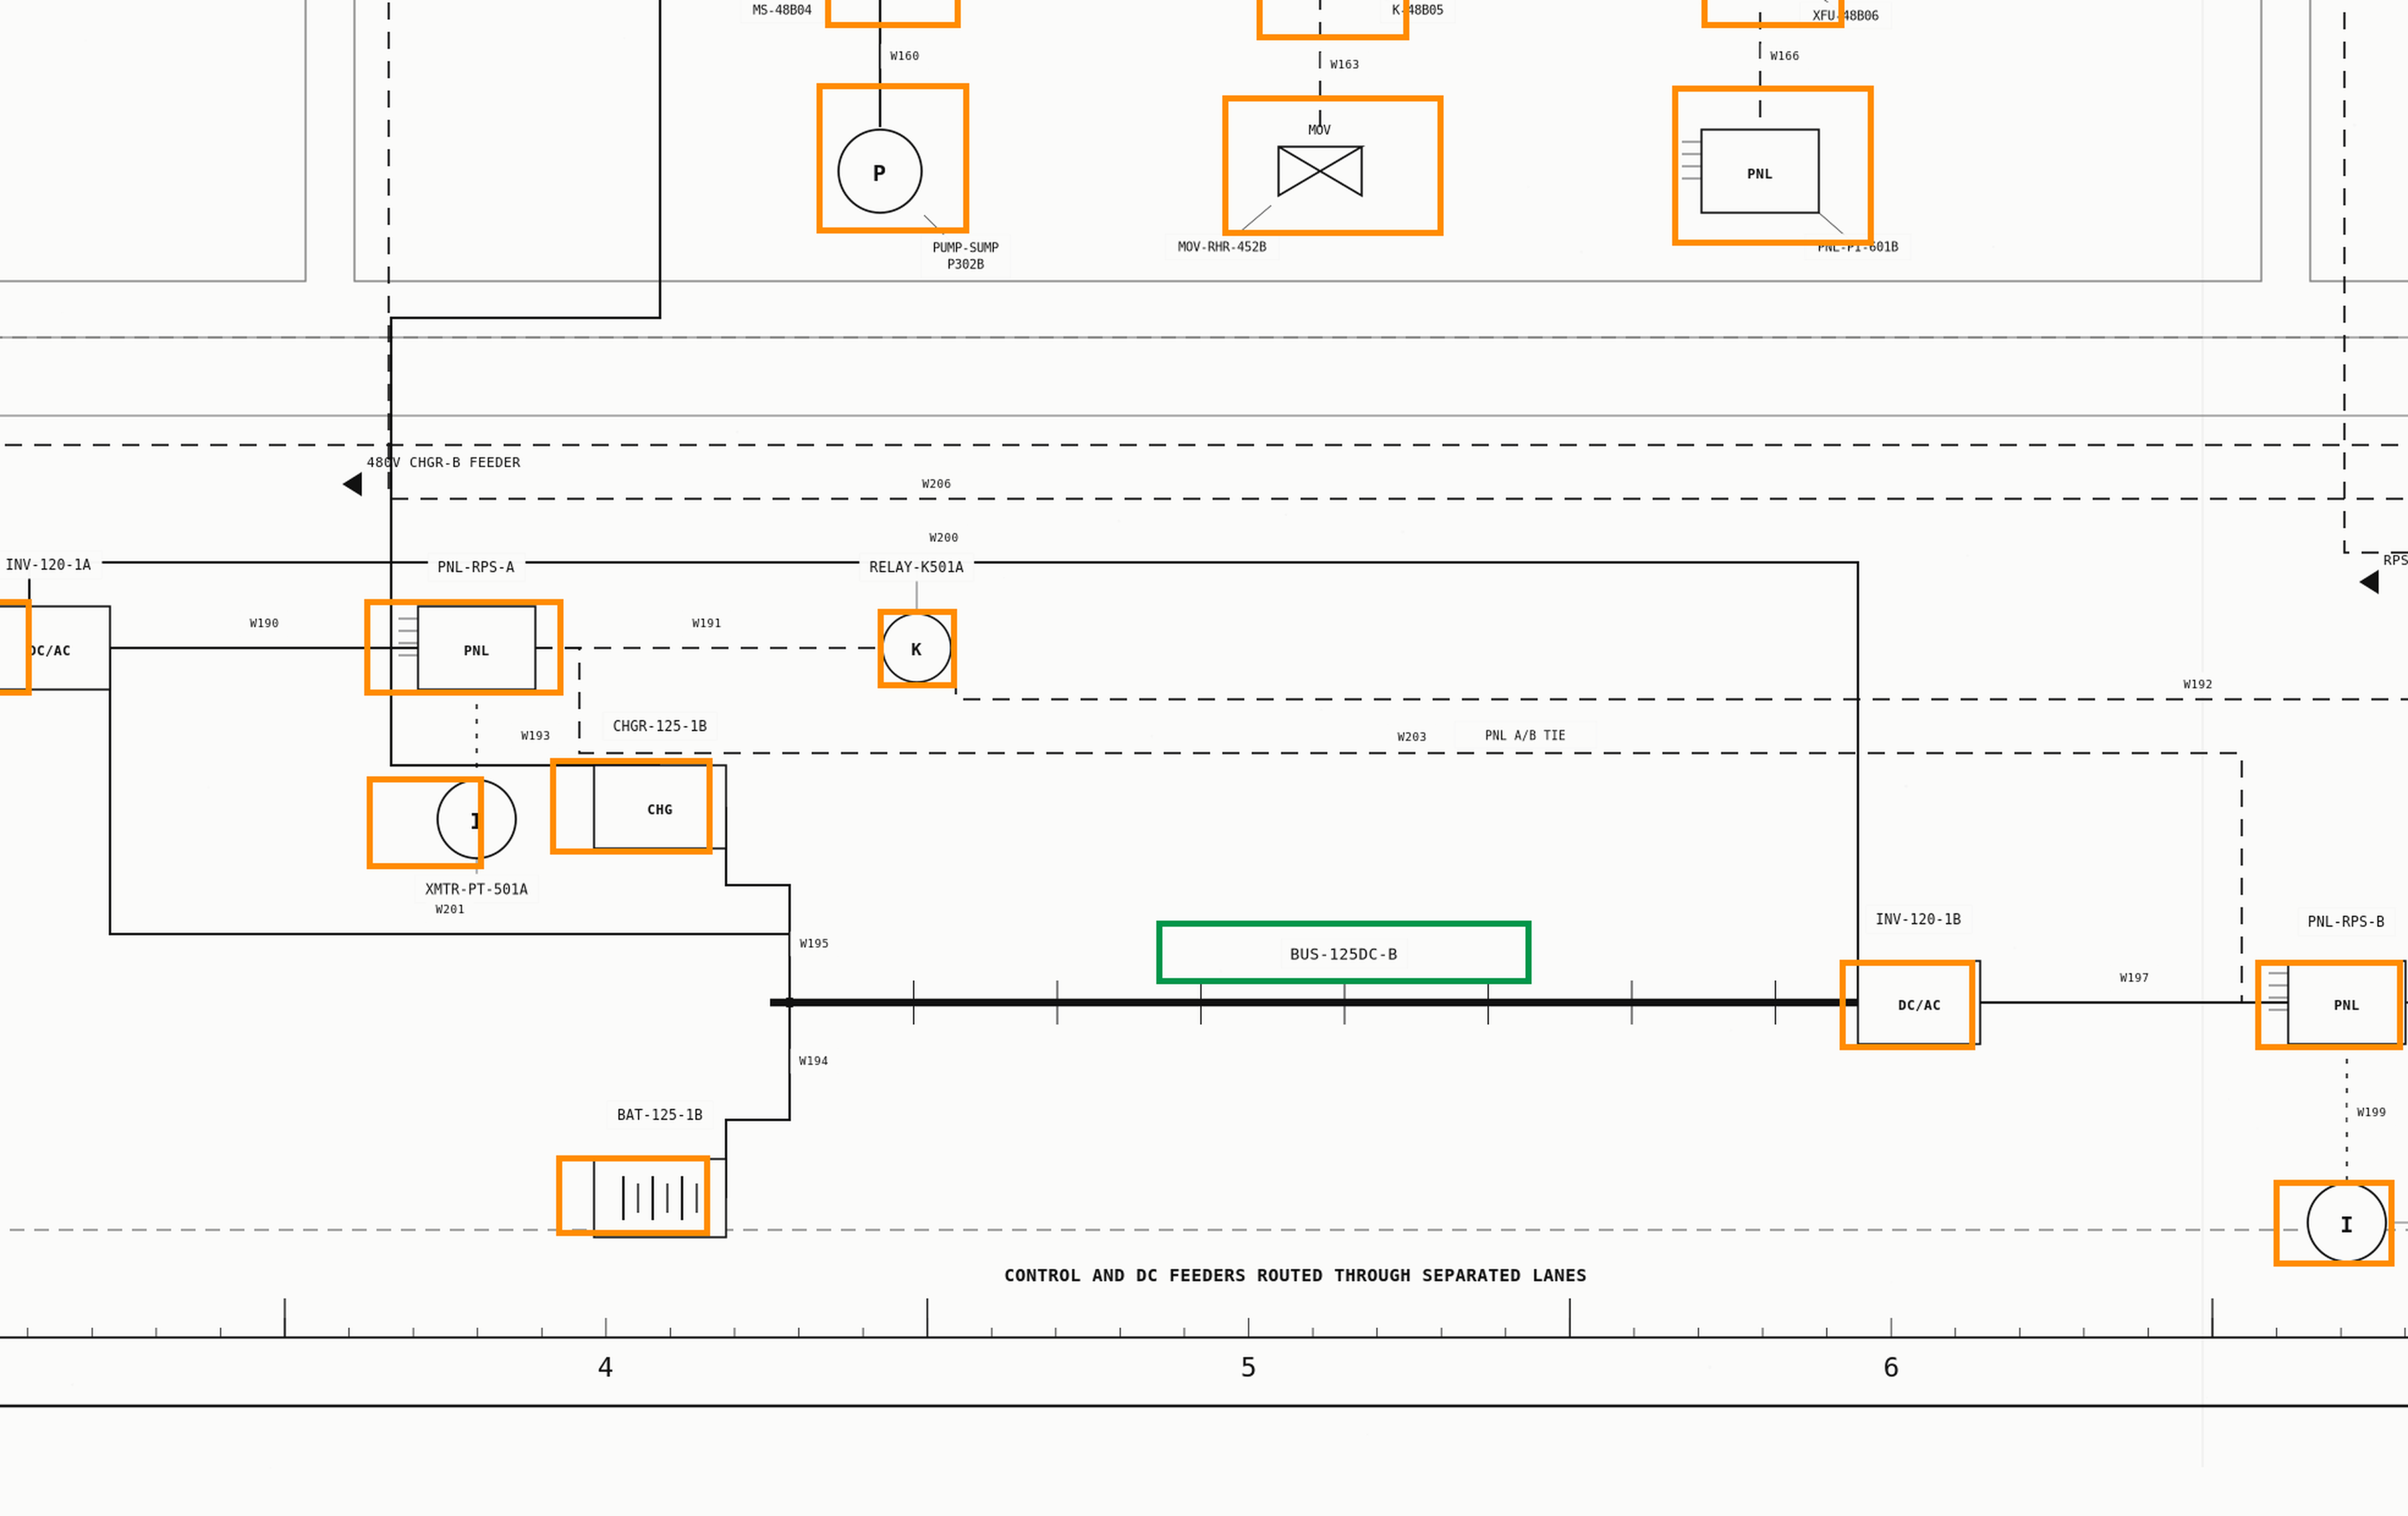 MS-48B04
K-48B05
XFU-48B06
W160
W163
W166
MOV
P
PNL
PUMP-SUMP
P302B
MOV-RHR-452B
PNL-PI-601B
480V CHGR-B FEEDER
W206
W200
INV-120-1A
PNL-RPS-A
RELAY-K501A
RPS
W190
W191
DC/AC
PNL
K
W192
W193
CHGR-125-1B
W203
PNL A/B TIE
CHG
I
XMTR-PT-501A
W201
W195
BUS-125DC-B
INV-120-1B
PNL-RPS-B
W197
DC/AC
PNL
W194
BAT-125-1B
W199
I
CONTROL AND DC FEEDERS ROUTED THROUGH SEPARATED LANES
4
5
6